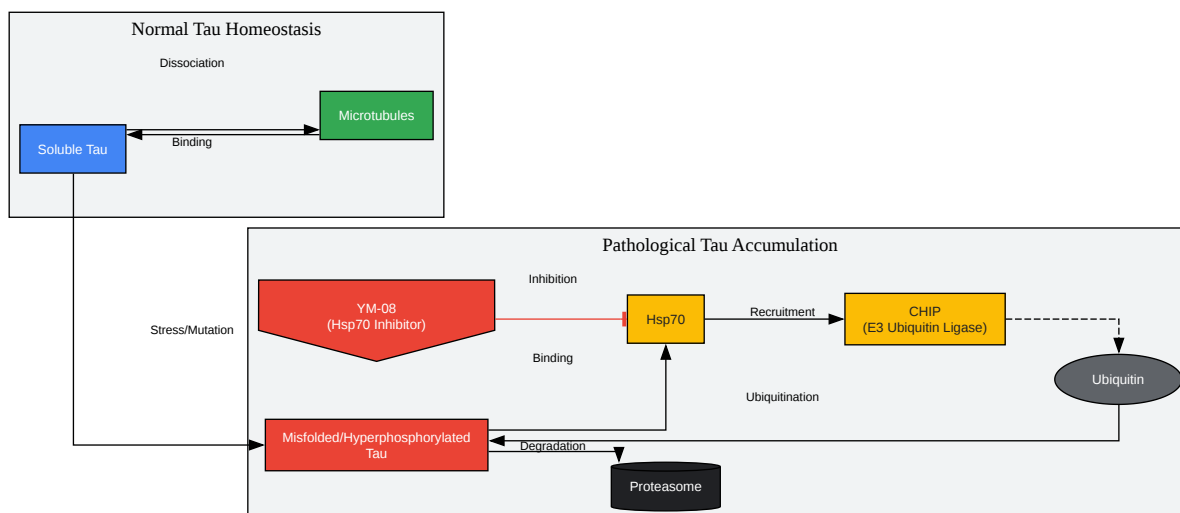 Normal Tau Homeostasis
Dissociation
Microtubules
Soluble Tau
Binding
Pathological Tau Accumulation
Inhibition
YM-08
(Hsp70 Inhibitor)
Hsp70
Recruitment
CHIP
(E3 Ubiquitin Ligase)
Stress/Mutation
Binding
Ubiquitin
Ubiquitination
Misfolded/Hyperphosphorylated
Tau
Degradation
Proteasome